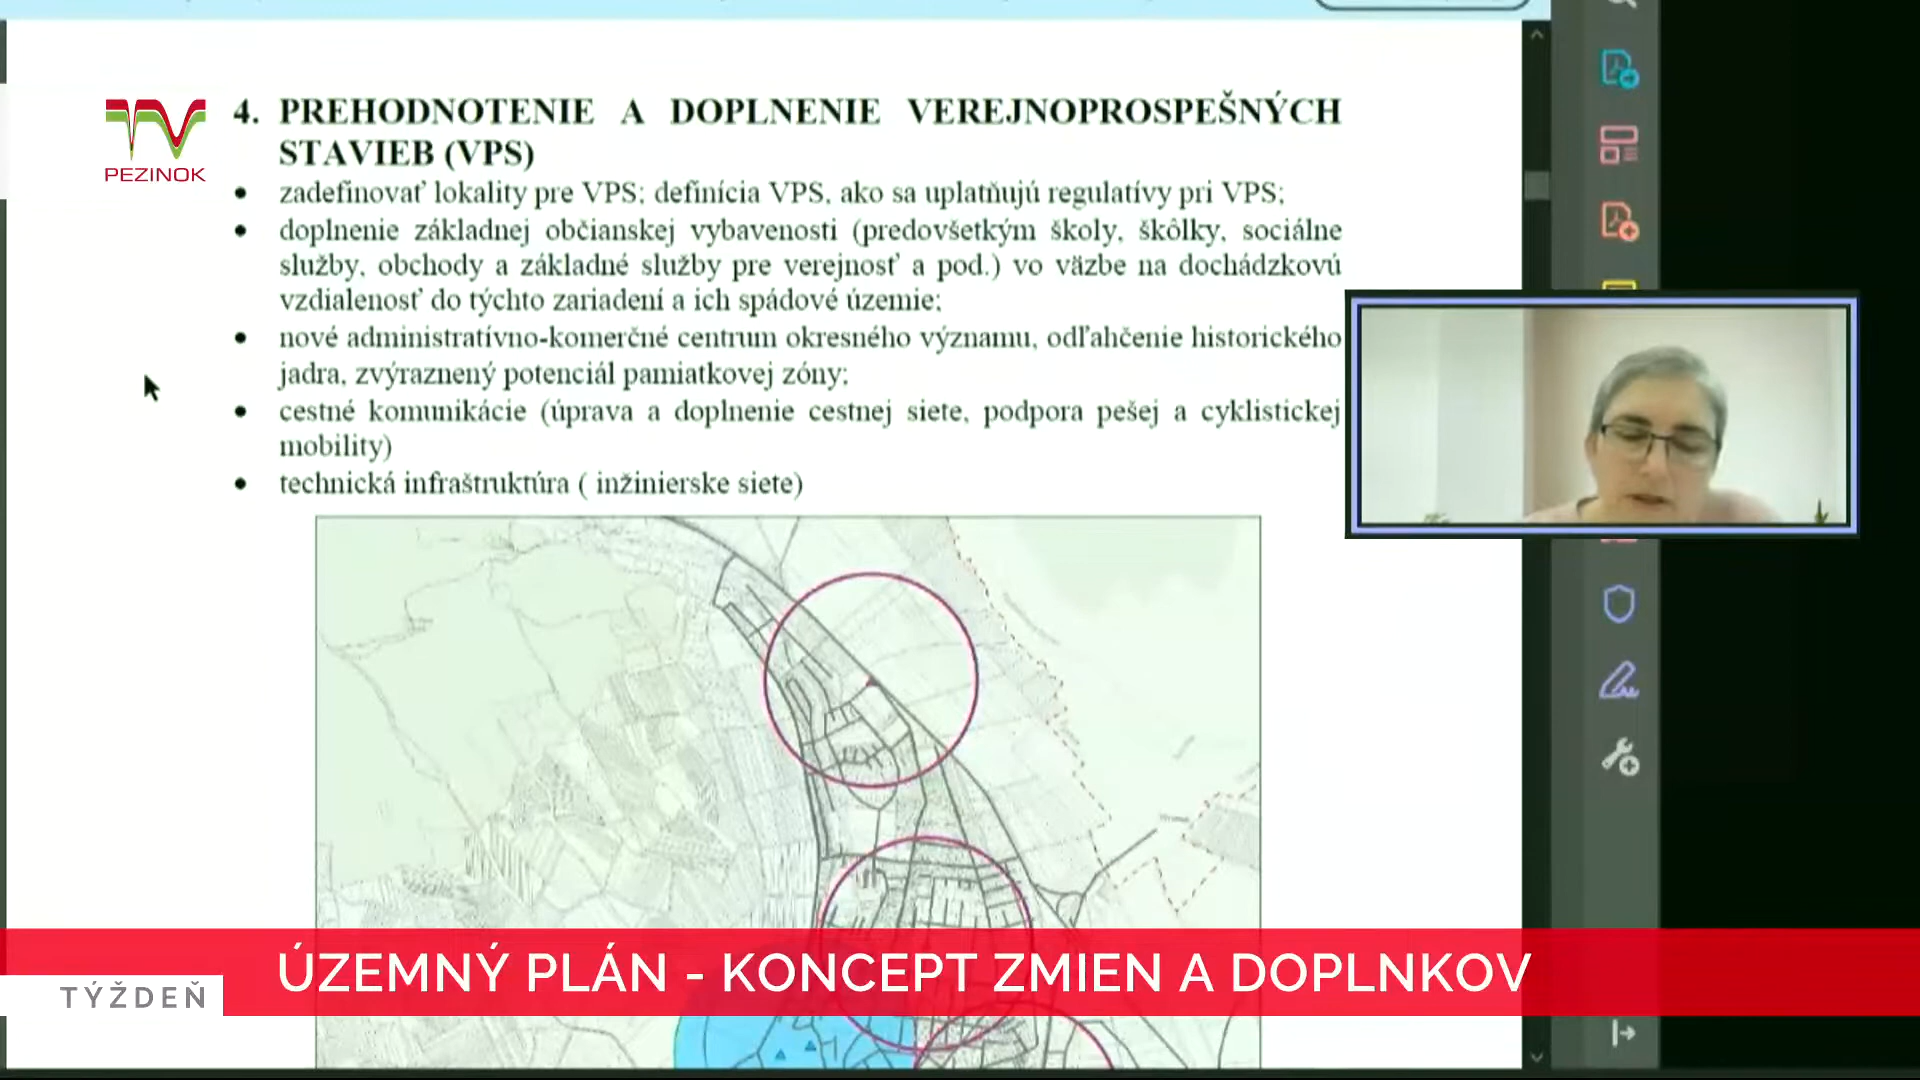 4. PREHODNOTENIE A DOPLNENIE VEREJNOPROSPEŠNÝCH
STAVIEB (VPS)
• zadefinovať lokality pre VPS; definícia VPS, ako sa uplatňujú regulatívy pri VPS;
• doplnenie základnej občianskej vybavenosti (predovšetkým školy, škôlky, sociálne
služby, obchody a základné služby pre verejnosť a pod.) vo väzbe na dochádzkovú
vzdialenosť do týchto zariadení a ich spádové územie;
• nové administratívno-komerčné centrum okresného významu, odľahčenie historického
jadra, zvýraznený potenciál pamiatkovej zóny;
• cestné komunikácie (úprava a doplnenie cestnej siete, podpora pešej a cyklistickej
mobility)
• technická infraštruktúra ( inžinierske siete)
TV
PEZINOK
ÚZEMNÝ PLÁN - KONCEPT ZMIEN A DOPLNKOV
TÝŽDEŇ